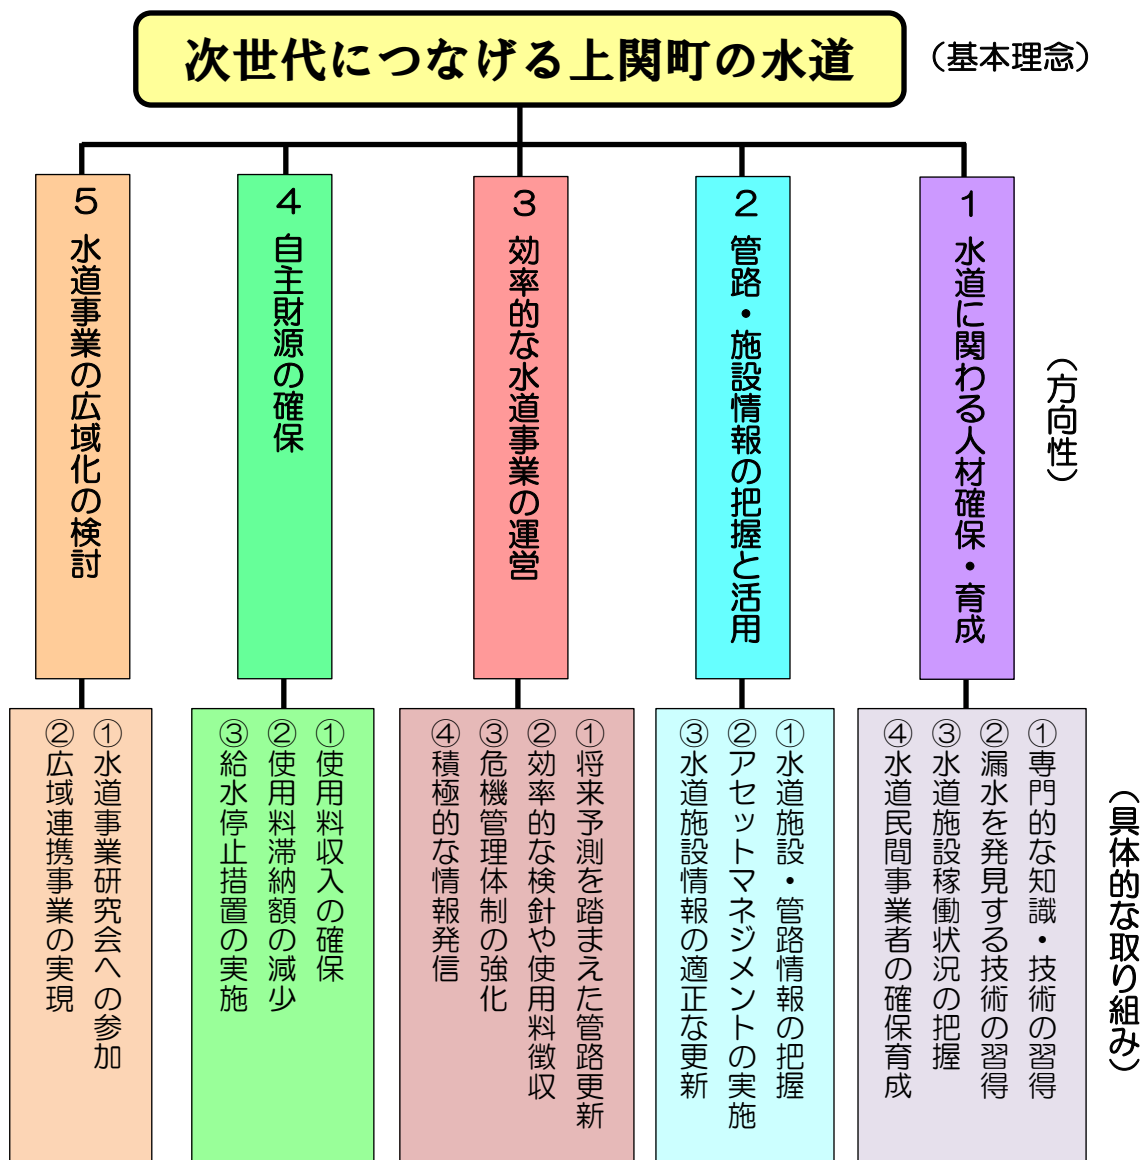 次世代につなげる上関町の水道
（基本理念）
（方向性）
1 水道に関わる人材確保・育成
2 管路・施設情報の把握と活用
3 効率的な水道事業の運営
4 自主財源の確保
5 水道事業の広域化の検討
（具体的な取り組み）
①専門的な知識・技術の習得
②漏水を発見する技術の習得
③水道施設稼働状況の把握
④水道民間事業者の確保育成
①水道施設・管路情報の把握
②アセットマネジメントの実施
③水道施設情報の適正な更新
①将来予測を踏まえた管路更新
②効率的な検針や使用料徴収
③危機管理体制の強化
④積極的な情報発信
①使用料収入の確保
②使用料滞納額の減少
③給水停止措置の実施
①水道事業研究会への参加
②広域連携事業の実現